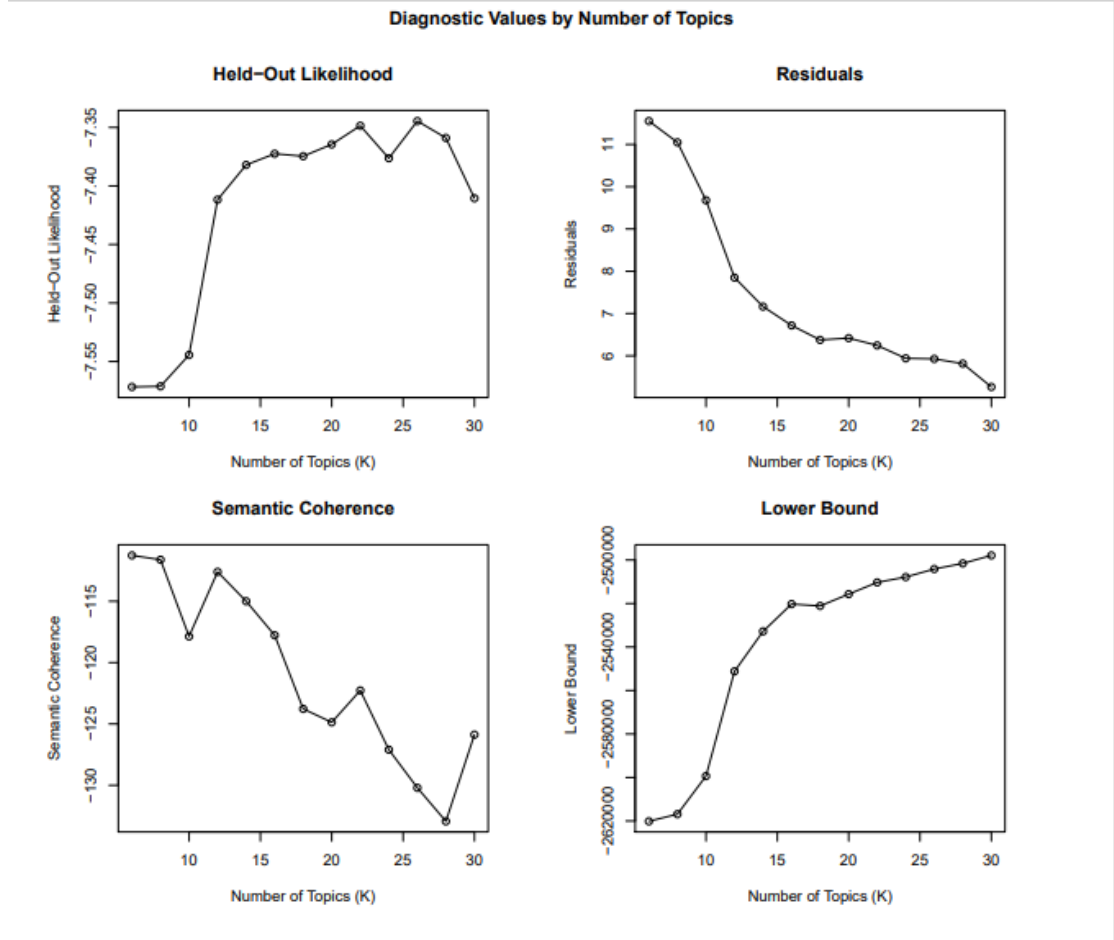 Diagnostic Values by Number of Topics
Held−Out Likelihood
Held−Out Likelihood
−7.35
−7.40
−7.45
−7.50
−7.55
10 15 20 25 30
Number of Topics (K)
Residuals
Residuals
11
10
9
8
7
6
10 15 20 25 30
Number of Topics (K)
Semantic Coherence
Semantic Coherence
−115
−120
−125
−130
10 15 20 25 30
Number of Topics (K)
Lower Bound
Lower Bound
−2500000
−2540000
−2580000
−2620000
10 15 20 25 30
Number of Topics (K)